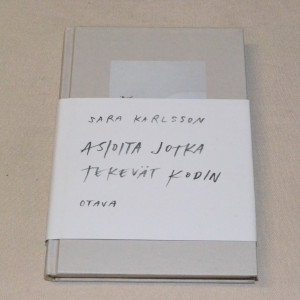 SARA KARLSSON
ASIOITA JOTKA
TEKEVÄT KODIN
OTAVA